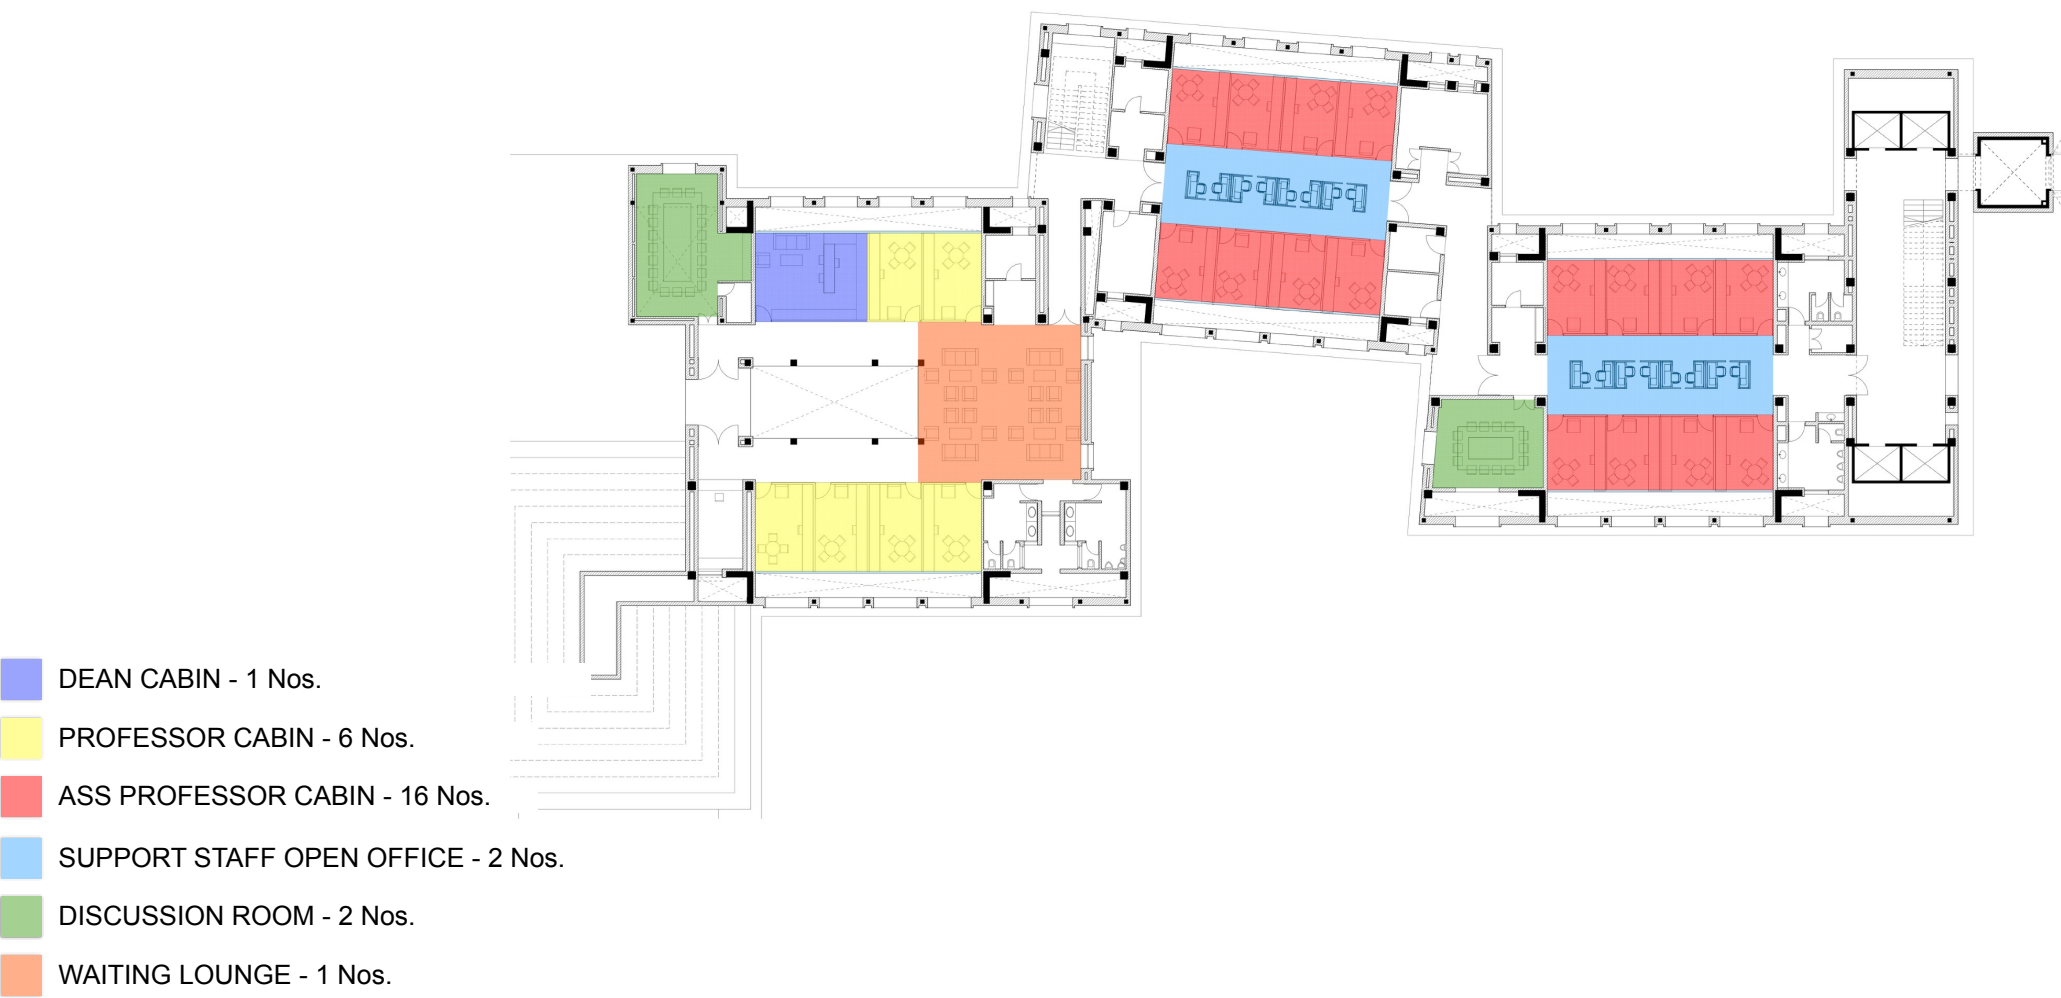 DEAN CABIN - 1 Nos.
PROFESSOR CABIN - 6 Nos.
ASS PROFESSOR CABIN - 16 Nos.
SUPPORT STAFF OPEN OFFICE - 2 Nos.
DISCUSSION ROOM - 2 Nos.
WAITING LOUNGE - 1 Nos.